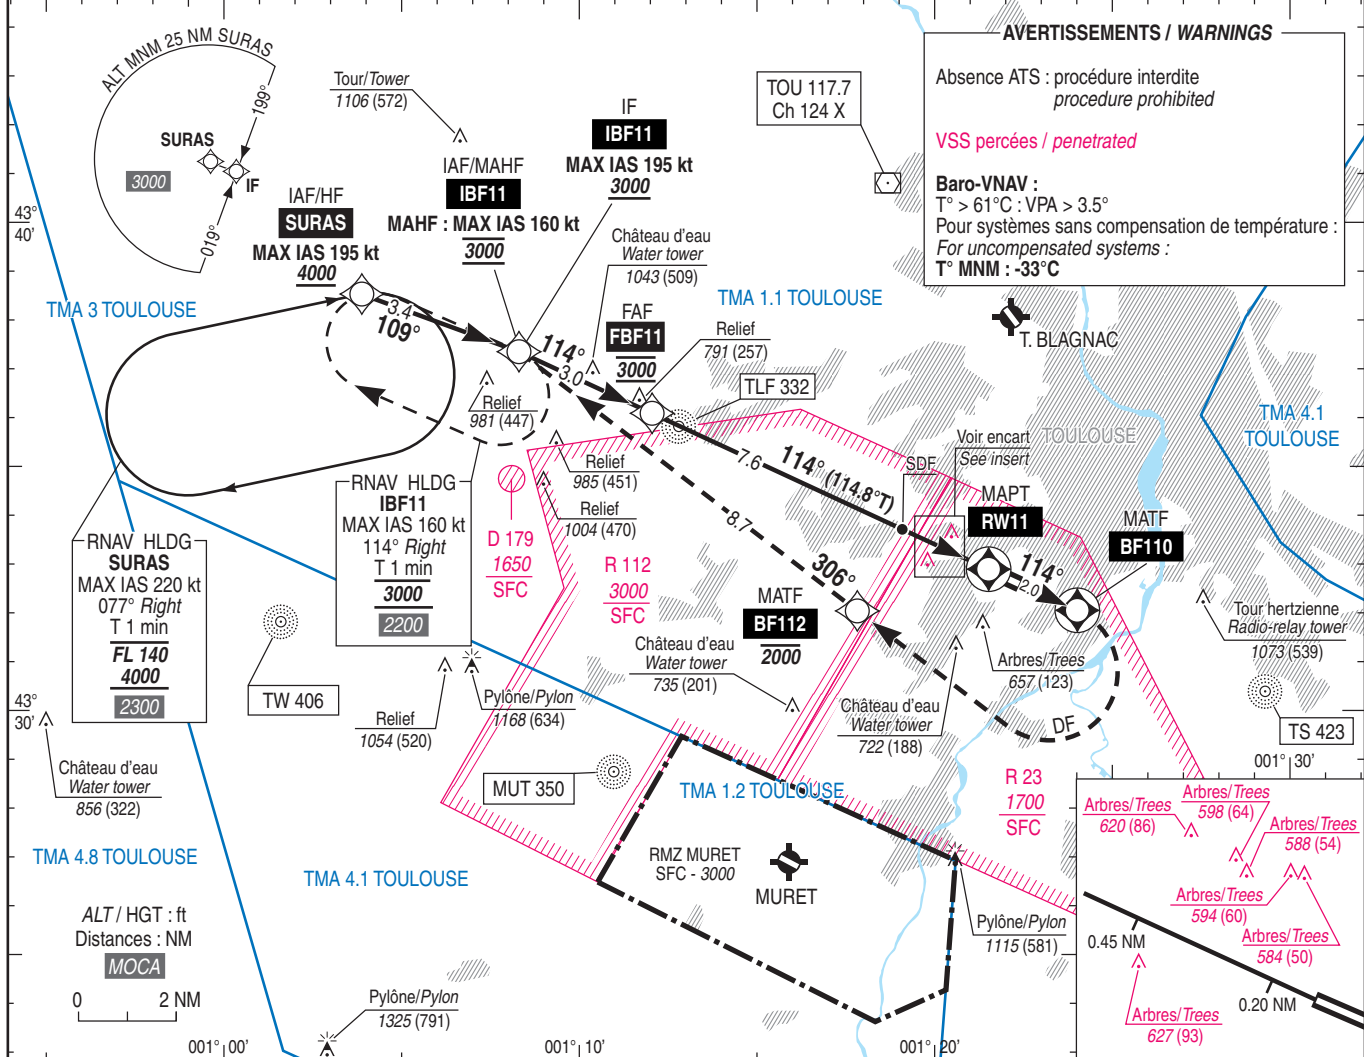 AVERTISSEMENTS / WARNINGS
Absence ATS : procédure interdite
procedure prohibited
VSS percées / penetrated
Baro-VNAV :
T° > 61°C : VPA > 3.5°
Pour systèmes sans compensation de température :
For uncompensated systems :
T° MNM : -33°C
ALT MNM 25 NM SURAS
199°
SURAS
IF
3000
019°
Tour/Tower
1106 (572)
TOU 117.7
Ch 124 X
IF
IBF11
MAX IAS 195 kt
3000
IAF/MAHF
IBF11
MAHF : MAX IAS 160 kt
3000
IAF/HF
SURAS
MAX IAS 195 kt
4000
43°
40'
Château d'eau
Water tower
1043 (509)
TMA 3 TOULOUSE
TMA 1.1 TOULOUSE
3.4
109°
114°
3.0
FAF
FBF11
3000
Relief
791 (257)
T. BLAGNAC
TLF 332
Relief
981 (447)
TMA 4.1
TOULOUSE
Voir encart
See insert
TOULOUSE
Relief
985 (451)
7.6
114° (114.8°T)
SDF
MAPT
RW11
MATF
BF110
Relief
1004 (470)
8.7
RNAV HLDG
IBF11
MAX IAS 160 kt
114° Right
T 1 min
3000
2200
D 179
1650
SFC
R 112
3000
SFC
306°
114°
2.0
RNAV HLDG
SURAS
MAX IAS 220 kt
077° Right
T 1 min
FL 140
4000
2300
MATF
BF112
2000
Tour hertzienne
Radio-relay tower
1073 (539)
TW 406
Château d'eau
Water tower
735 (201)
Arbres/Trees
657 (123)
Pylône/Pylon
1168 (634)
Relief
1054 (520)
Château d'eau
Water tower
722 (188)
DF
43°
30'
TS 423
001° 30'
Château d'eau
Water tower
856 (322)
MUT 350
TMA 1.2 TOULOUSE
R 23
1700
SFC
Arbres/Trees
620 (86)
Arbres/Trees
598 (64)
Arbres/Trees
588 (54)
Arbres/Trees
594 (60)
Arbres/Trees
584 (50)
0.45 NM
0.20 NM
Arbres/Trees
627 (93)
TMA 4.8 TOULOUSE
TMA 4.1 TOULOUSE
RMZ MURET
SFC - 3000
MURET
Pylône/Pylon
1115 (581)
ALT / HGT : ft
Distances : NM
MOCA
0 2 NM
Pylône/Pylon
1325 (791)
001° 00'
001° 10'
001° 20'